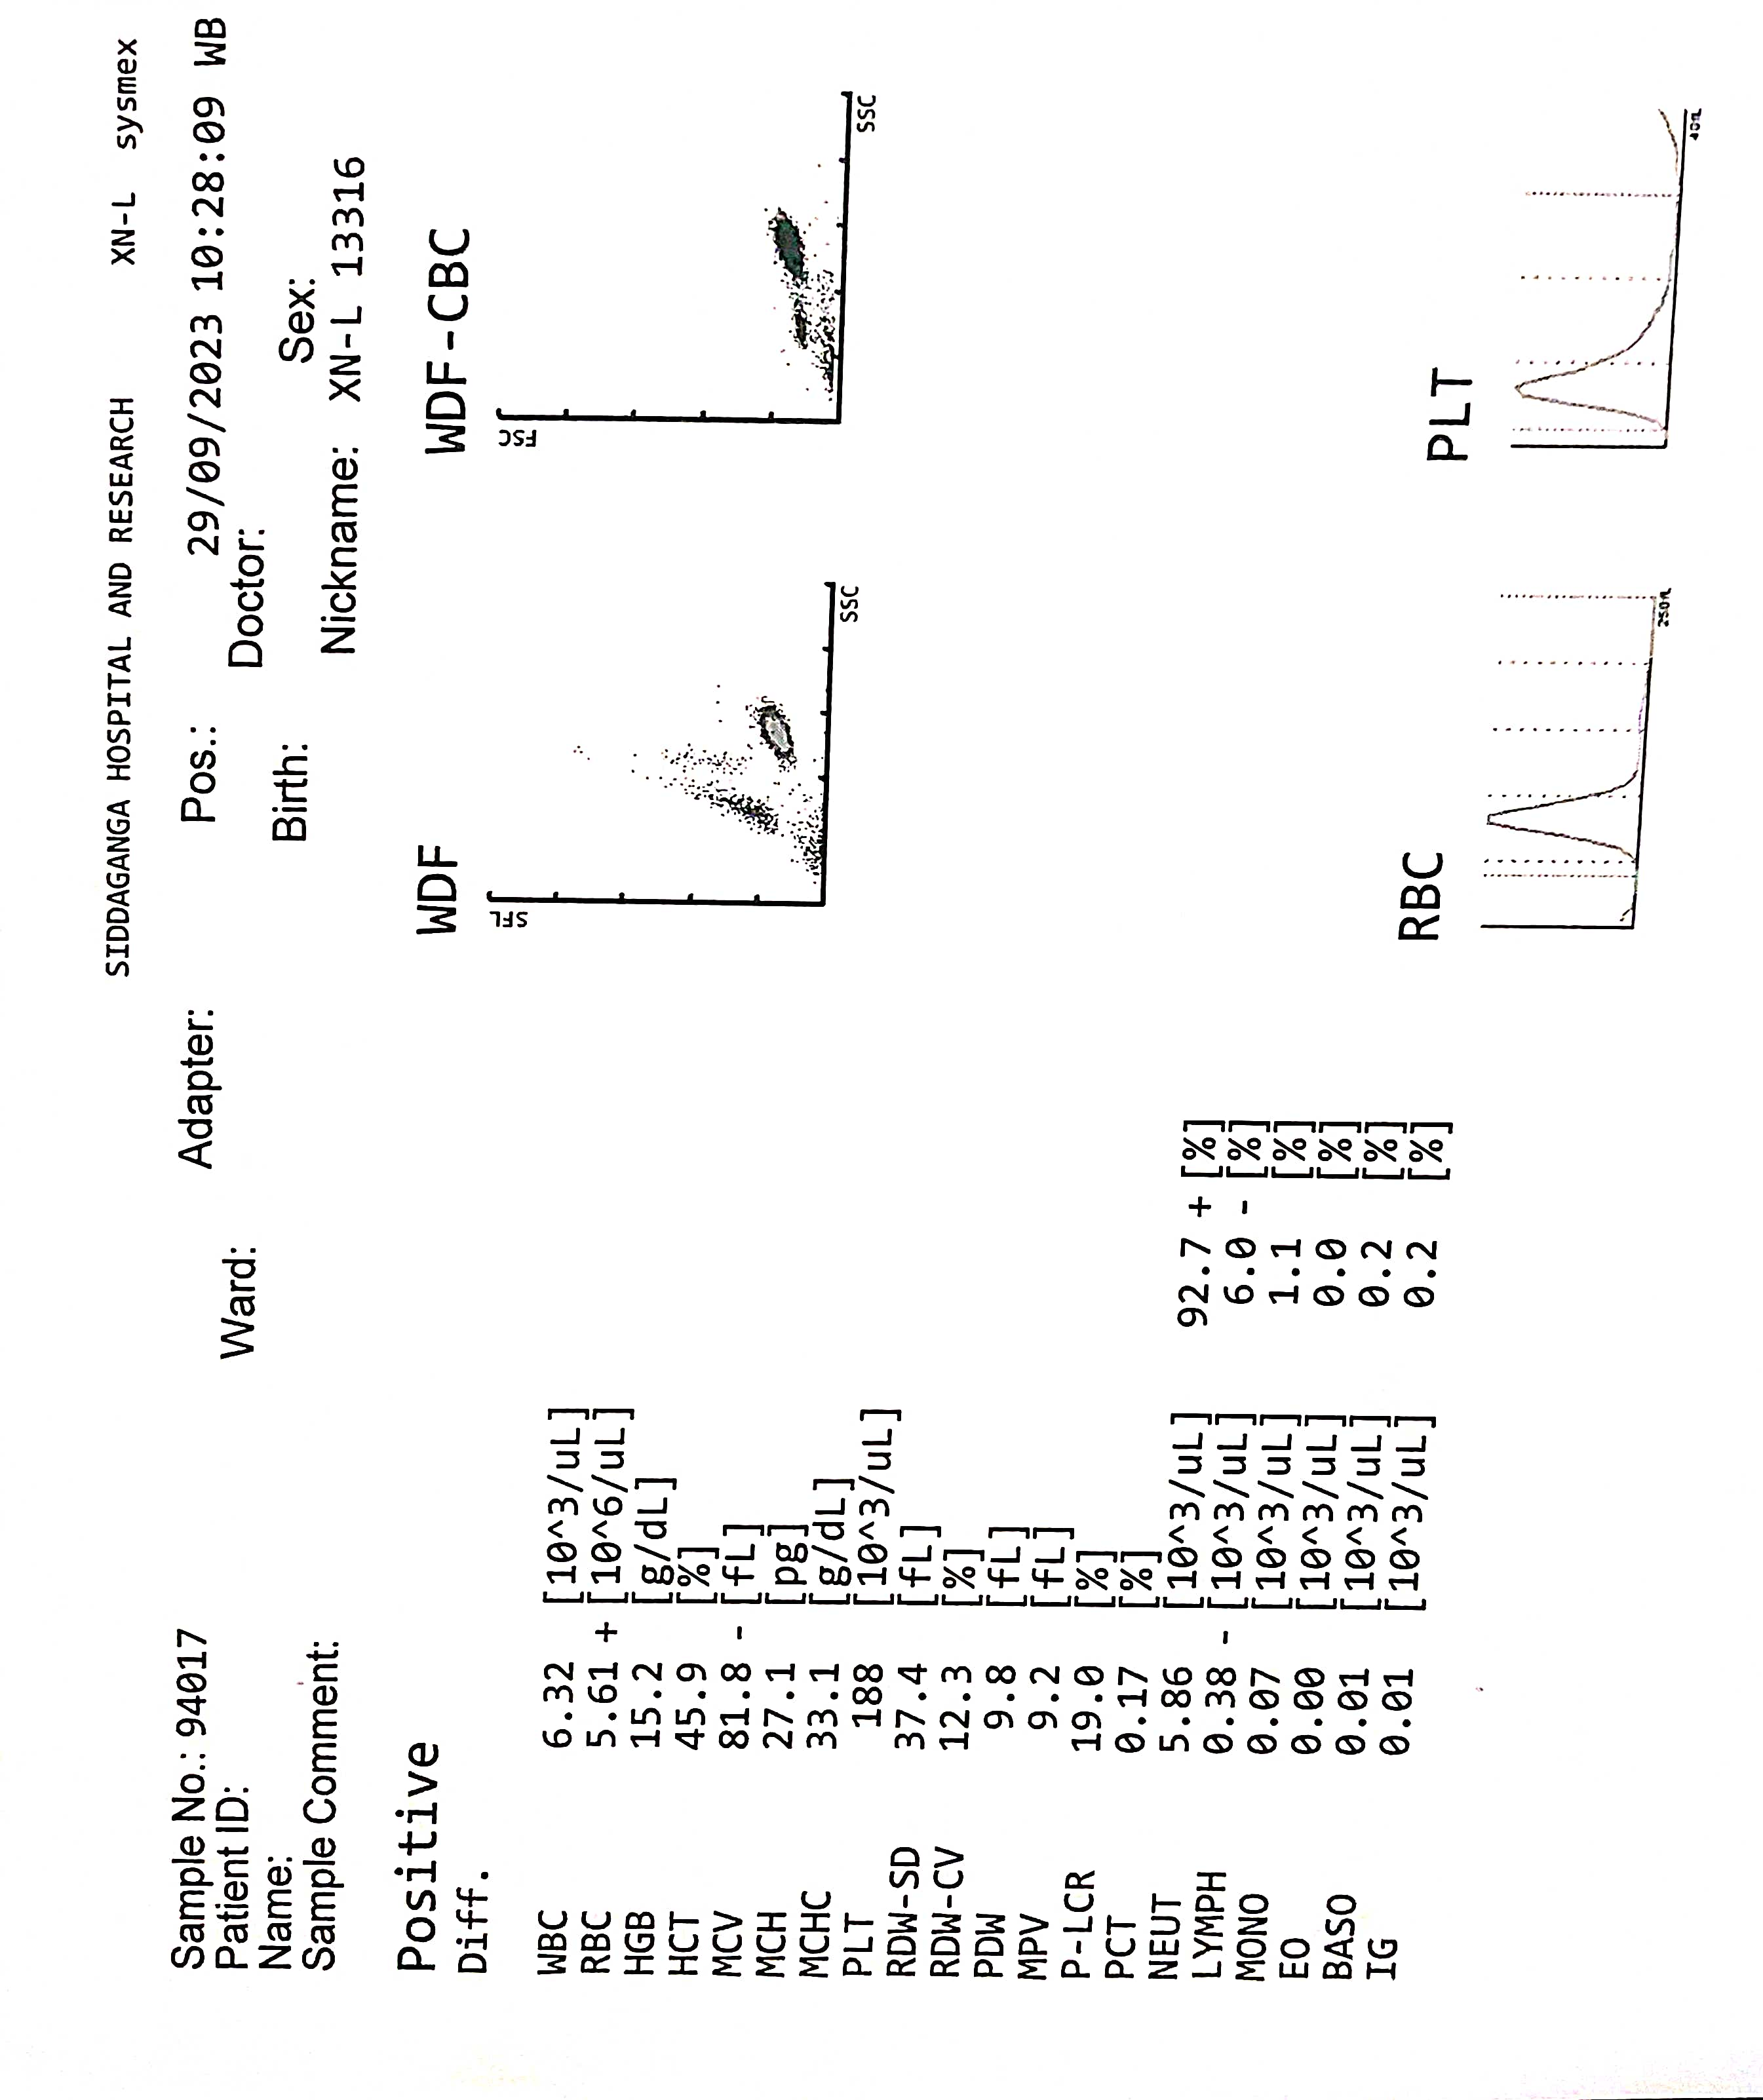 SIDDAGANGA HOSPITAL AND RESEARCH XN-L sysmex
Sample No.: 94017 Adapter: Pos.: 29/09/2023 10:28:09 WB
Patient ID: Ward: Doctor:
Name: Birth: Sex:
Sample Comment: Nickname: XN-L 13316
Positive
Diff.
WDF WDF-CBC
SFL FSC
SSC SSC
WBC 6.32 [10^3/uL]
RBC 5.61 + [10^6/uL]
HGB 15.2 [g/dL]
HCT 45.9 [%]
MCV 81.8 - [fL]
MCH 27.1 [pg]
MCHC 33.1 [g/dL]
PLT 188 [10^3/uL]
RDW-SD 37.4 [fL]
RDW-CV 12.3 [%]
PDW 9.8 [fL]
MPV 9.2 [fL]
P-LCR 19.0 [%]
PCT 0.17 [%]
NEUT 5.86 [10^3/uL] 92.7 + [%]
LYMPH 0.38 - [10^3/uL] 6.0 - [%]
MONO 0.07 [10^3/uL] 1.1 [%]
EO 0.00 [10^3/uL] 0.0 [%]
BASO 0.01 [10^3/uL] 0.2 [%]
IG 0.01 [10^3/uL] 0.2 [%]
RBC PLT
250fL 40fL